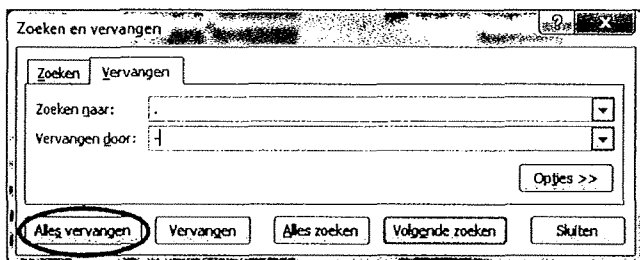 Zoeken en vervangen
Zoeken Vervangen
Zoeken naar: .
Vervangen door: -
Opties >>
Alles vervangen Vervangen Alles zoeken Volgende zoeken Sluiten